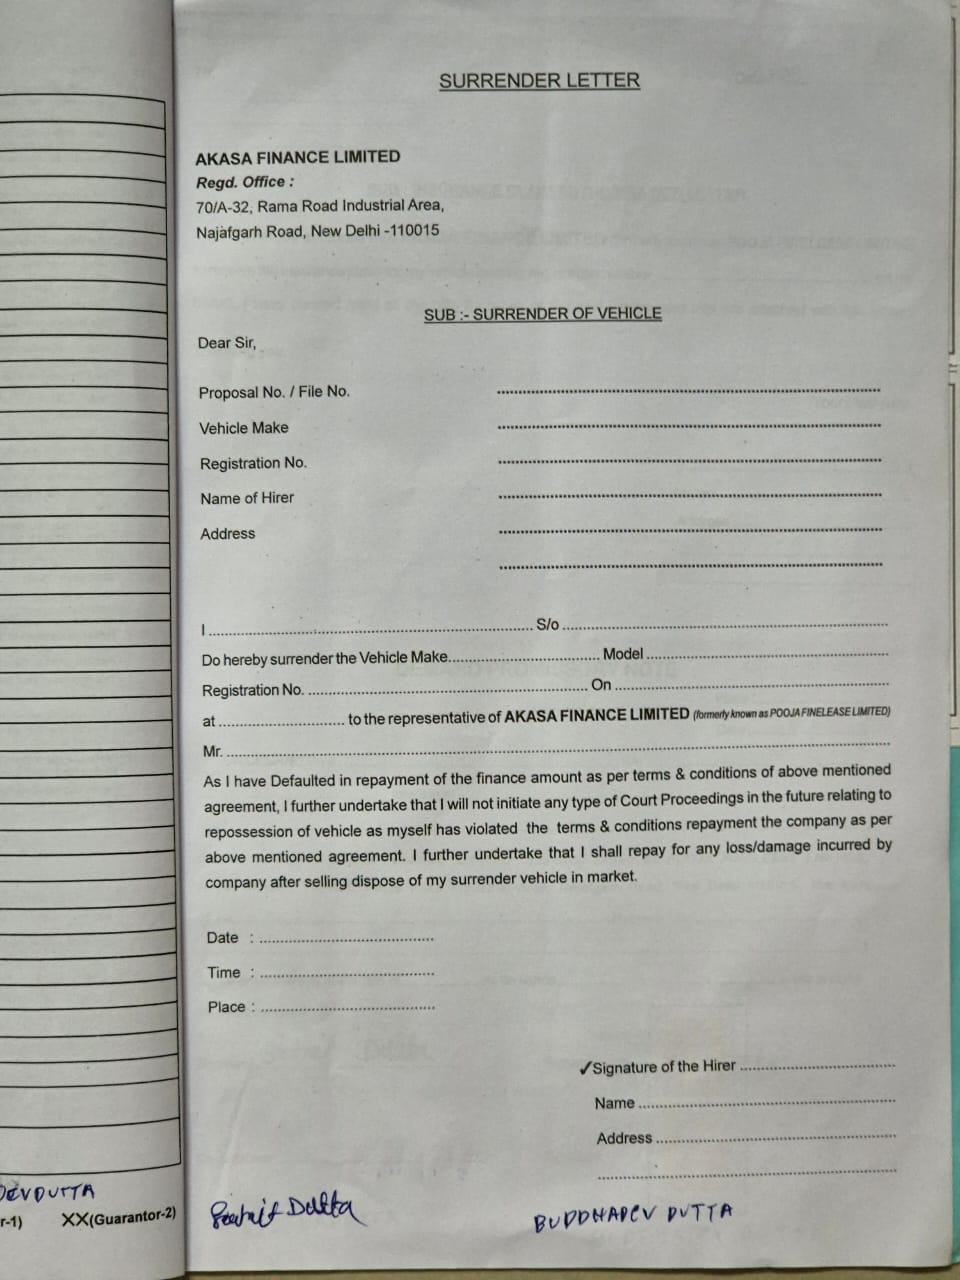 SURRENDER LETTER
AKASA FINANCE LIMITED
Regd. Office :
70/A-32, Rama Road Industrial Area,
Najafgarh Road, New Delhi -110015
SUB :- SURRENDER OF VEHICLE
Dear Sir,
Proposal No. / File No. ........................
Vehicle Make ........................
Registration No. ........................
Name of Hirer ........................
Address ........................
........................
I ........................ S/o ........................
Do hereby surrender the Vehicle Make........................ Model ........................
Registration No. ........................ On ........................
at ........................ to the representative of AKASA FINANCE LIMITED (formerly known as POOJA FINELEASE LIMITED)
Mr. ........................
As I have Defaulted in repayment of the finance amount as per terms & conditions of above mentioned
agreement, I further undertake that I will not initiate any type of Court Proceedings in the future relating to
repossession of vehicle as myself has violated the terms & conditions repayment the company as per
above mentioned agreement. I further undertake that I shall repay for any loss/damage incurred by
company after selling dispose of my surrender vehicle in market.
Date : ........................
Time : ........................
Place : ........................
✓Signature of the Hirer ........................
Name ........................
Address ........................
........................
DEVDUTTA
r-1) XX(Guarantor-2)
Dutta
BUDDHADEV DUTTA